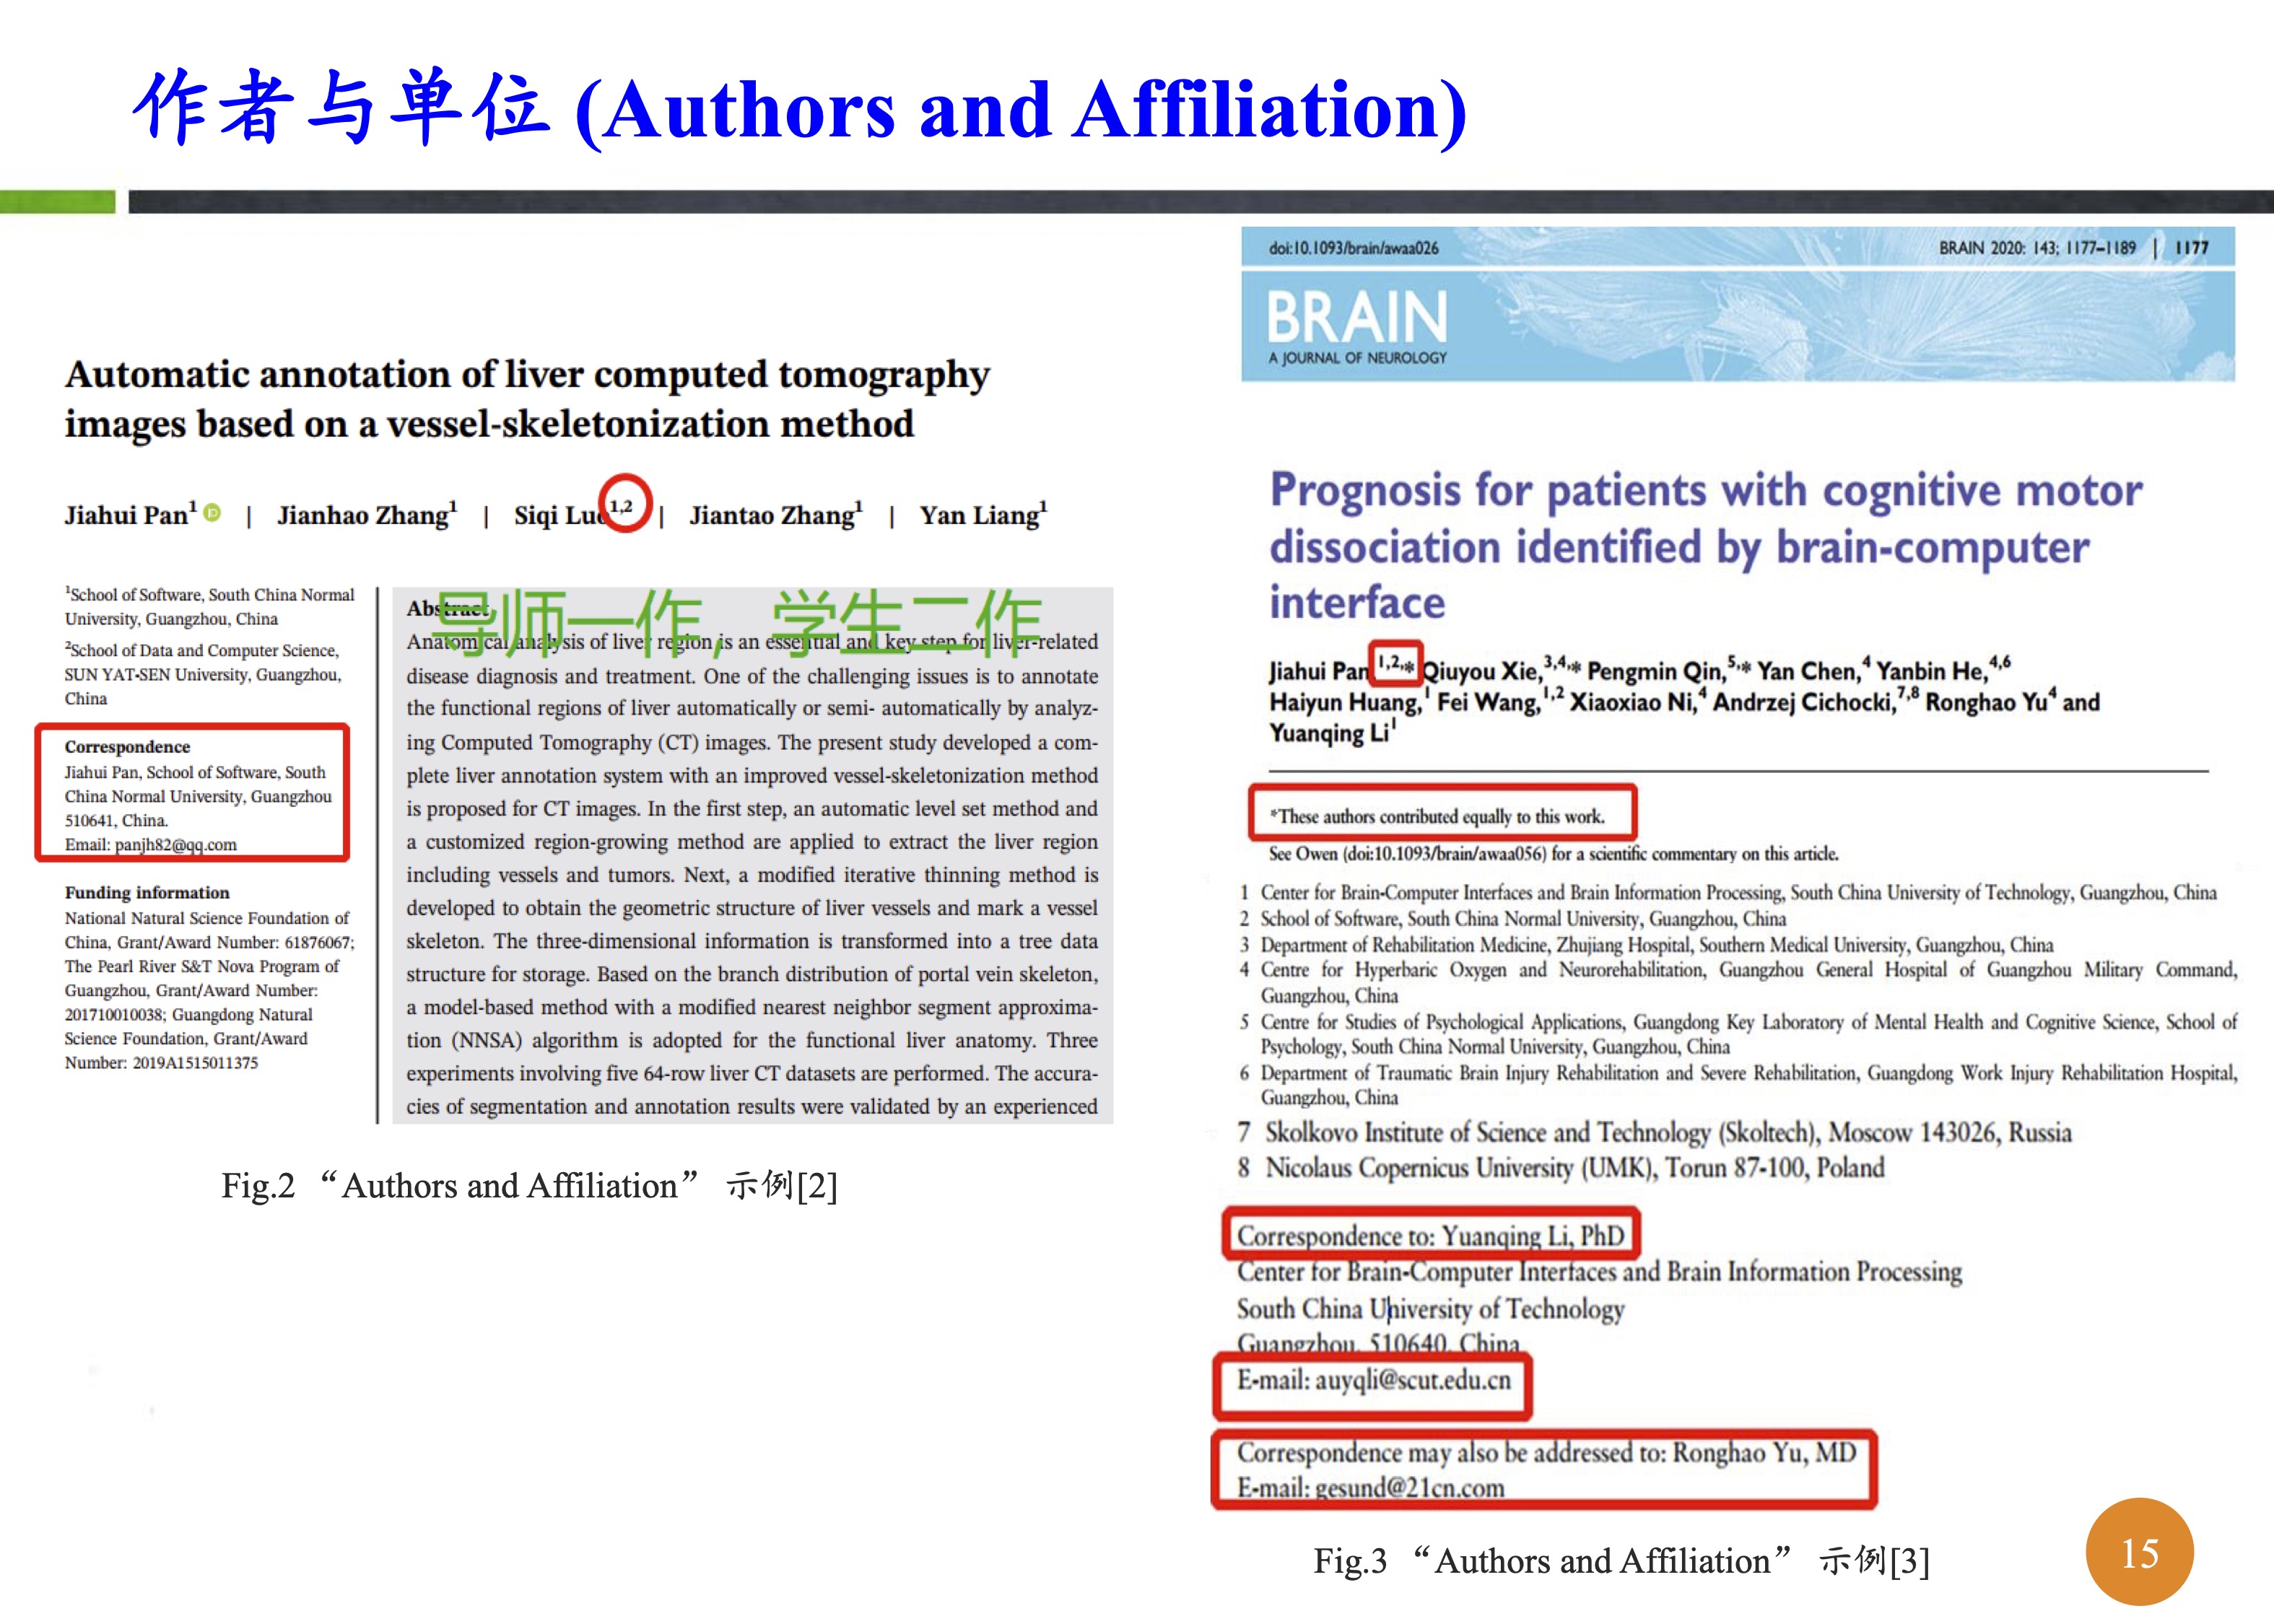 作者与单位 (Authors and Affiliation)
Automatic annotation of liver computed tomography
images based on a vessel-skeletonization method
Jiahui Pan1 iD | Jianhao Zhang1 | Siqi Luo1,2 | Jiantao Zhang1 | Yan Liang1
1School of Software, South China Normal
University, Guangzhou, China
2School of Data and Computer Science,
SUN YAT-SEN University, Guangzhou,
China
Correspondence
Jiahui Pan, School of Software, South
China Normal University, Guangzhou
510641, China.
Email: panjh82@qq.com
Funding information
National Natural Science Foundation of
China, Grant/Award Number: 61876067;
The Pearl River S&T Nova Program of
Guangzhou, Grant/Award Number:
201710010038; Guangdong Natural
Science Foundation, Grant/Award
Number: 2019A1515011375
导师一作，学生二作
Abstract
Anatomical analysis of liver region is an essential and key step for liver-related
disease diagnosis and treatment. One of the challenging issues is to annotate
the functional regions of liver automatically or semi- automatically by analyz-
ing Computed Tomography (CT) images. The present study developed a com-
plete liver annotation system with an improved vessel-skeletonization method
is proposed for CT images. In the first step, an automatic level set method and
a customized region-growing method are applied to extract the liver region
including vessels and tumors. Next, a modified iterative thinning method is
developed to obtain the geometric structure of liver vessels and mark a vessel
skeleton. The three-dimensional information is transformed into a tree data
structure for storage. Based on the branch distribution of portal vein skeleton,
a model-based method with a modified nearest neighbor segment approxima-
tion (NNSA) algorithm is adopted for the functional liver anatomy. Three
experiments involving five 64-row liver CT datasets are performed. The accura-
cies of segmentation and annotation results were validated by an experienced
Fig.2 “Authors and Affiliation” 示例[2]
doi:10.1093/brain/awaa026
BRAIN 2020: 143; 1177–1189 | 1177
BRAIN
A JOURNAL OF NEUROLOGY
Prognosis for patients with cognitive motor
dissociation identified by brain-computer
interface
Jiahui Pan,1,2,* Qiuyou Xie,3,4,* Pengmin Qin,5,* Yan Chen,4 Yanbin He,4,6
Haiyun Huang,1 Fei Wang,1,2 Xiaoxiao Ni,4 Andrzej Cichocki,7,8 Ronghao Yu4 and
Yuanqing Li1
*These authors contributed equally to this work.
See Owen (doi:10.1093/brain/awaa056) for a scientific commentary on this article.
1 Center for Brain-Computer Interfaces and Brain Information Processing, South China University of Technology, Guangzhou, China
2 School of Software, South China Normal University, Guangzhou, China
3 Department of Rehabilitation Medicine, Zhujiang Hospital, Southern Medical University, Guangzhou, China
4 Centre for Hyperbaric Oxygen and Neurorehabilitation, Guangzhou General Hospital of Guangzhou Military Command,
Guangzhou, China
5 Centre for Studies of Psychological Applications, Guangdong Key Laboratory of Mental Health and Cognitive Science, School of
Psychology, South China Normal University, Guangzhou, China
6 Department of Traumatic Brain Injury Rehabilitation and Severe Rehabilitation, Guangdong Work Injury Rehabilitation Hospital,
Guangzhou, China
7 Skolkovo Institute of Science and Technology (Skoltech), Moscow 143026, Russia
8 Nicolaus Copernicus University (UMK), Torun 87-100, Poland
Correspondence to: Yuanqing Li, PhD
Center for Brain-Computer Interfaces and Brain Information Processing
South China University of Technology
Guangzhou, 510640, China
E-mail: auyqli@scut.edu.cn
Correspondence may also be addressed to: Ronghao Yu, MD
E-mail: gesund@21cn.com
Fig.3 “Authors and Affiliation” 示例[3]
15